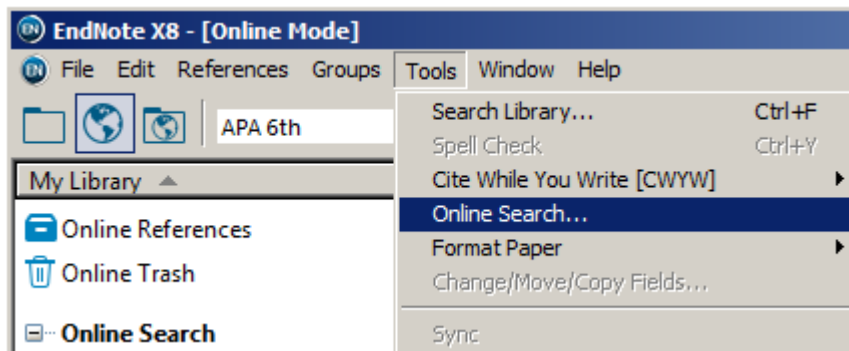 EN EndNote X8 - [Online Mode]
EN File Edit References Groups Tools Window Help
APA 6th
Search Library... Ctrl+F
Spell Check Ctrl+Y
My Library
Cite While You Write [CWYW]
Online Search...
Online References
Format Paper
Online Trash
Change/Move/Copy Fields...
Online Search
Sync